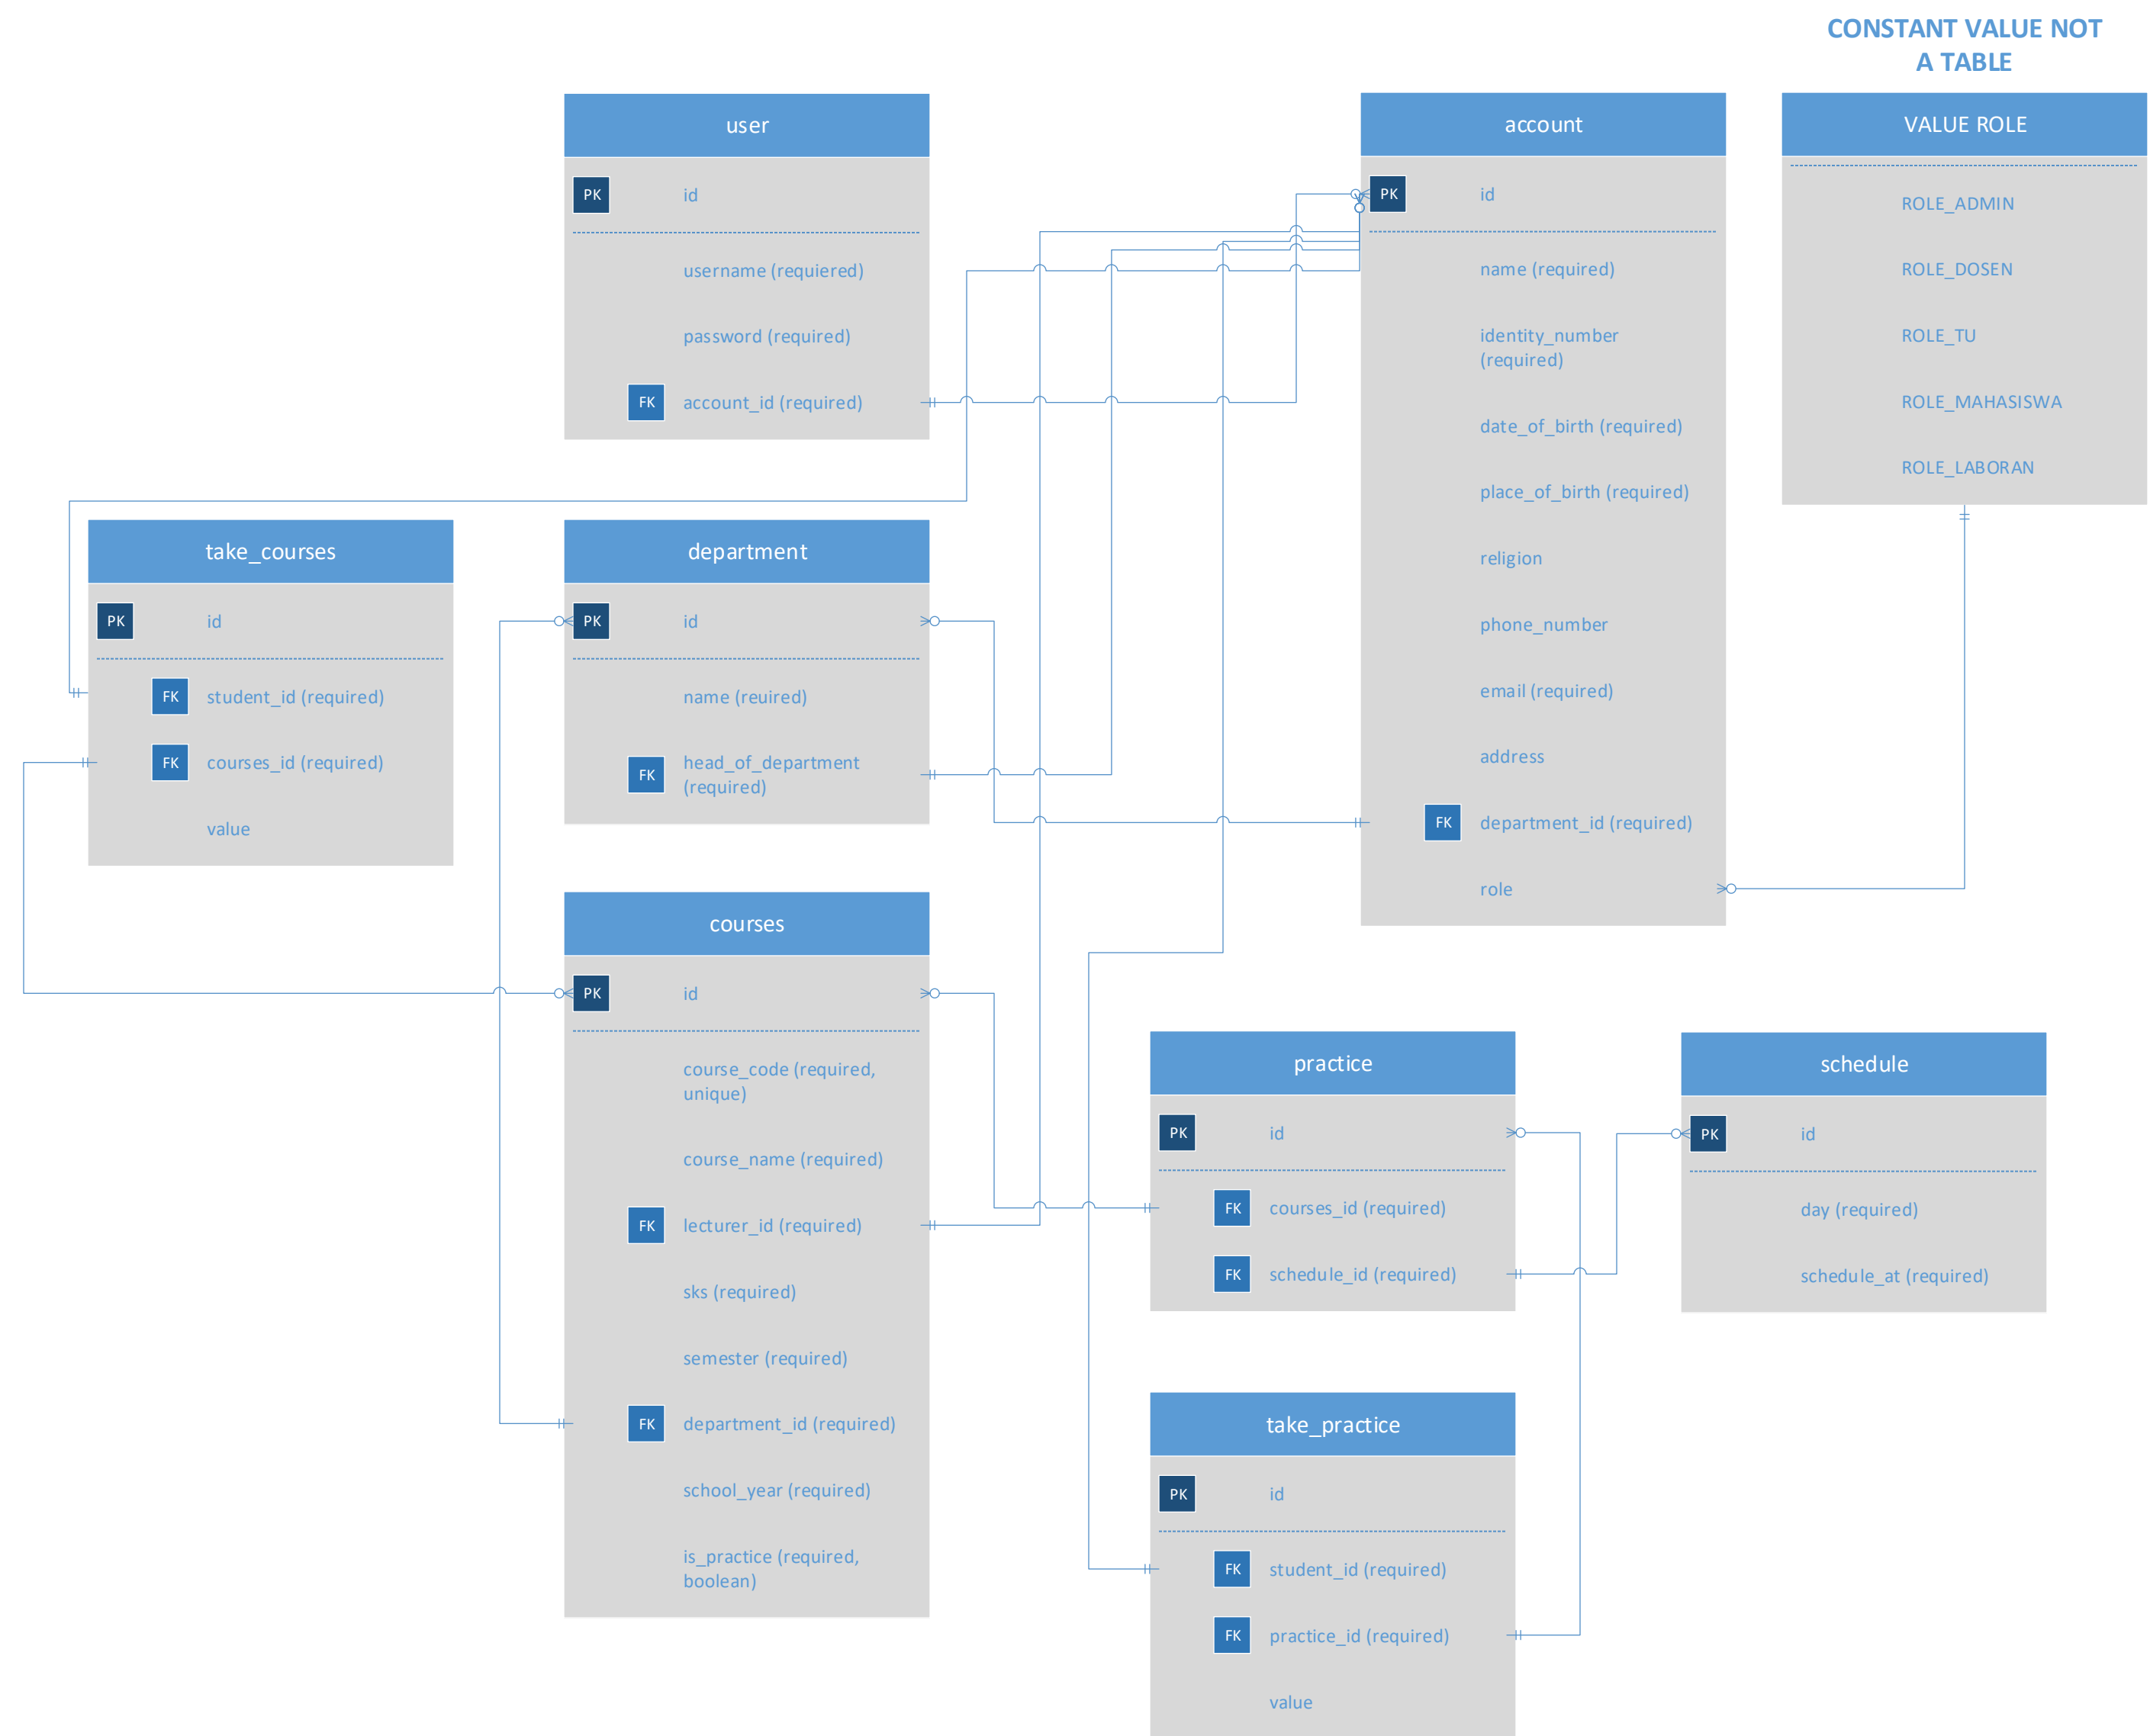 CONSTANT VALUE NOT
A TABLE
user
PK id
username (requiered)
password (required)
FK account_id (required)
account
PK id
name (required)
identity_number
(required)
date_of_birth (required)
place_of_birth (required)
religion
phone_number
email (required)
address
FK department_id (required)
role
VALUE ROLE
ROLE_ADMIN
ROLE_DOSEN
ROLE_TU
ROLE_MAHASISWA
ROLE_LABORAN
take_courses
PK id
FK student_id (required)
FK courses_id (required)
value
department
PK id
name (reuired)
FK head_of_department
(required)
courses
PK id
course_code (required,
unique)
course_name (required)
FK lecturer_id (required)
sks (required)
semester (required)
FK department_id (required)
school_year (required)
is_practice (required,
boolean)
practice
PK id
FK courses_id (required)
FK schedule_id (required)
schedule
PK id
day (required)
schedule_at (required)
take_practice
PK id
FK student_id (required)
FK practice_id (required)
value